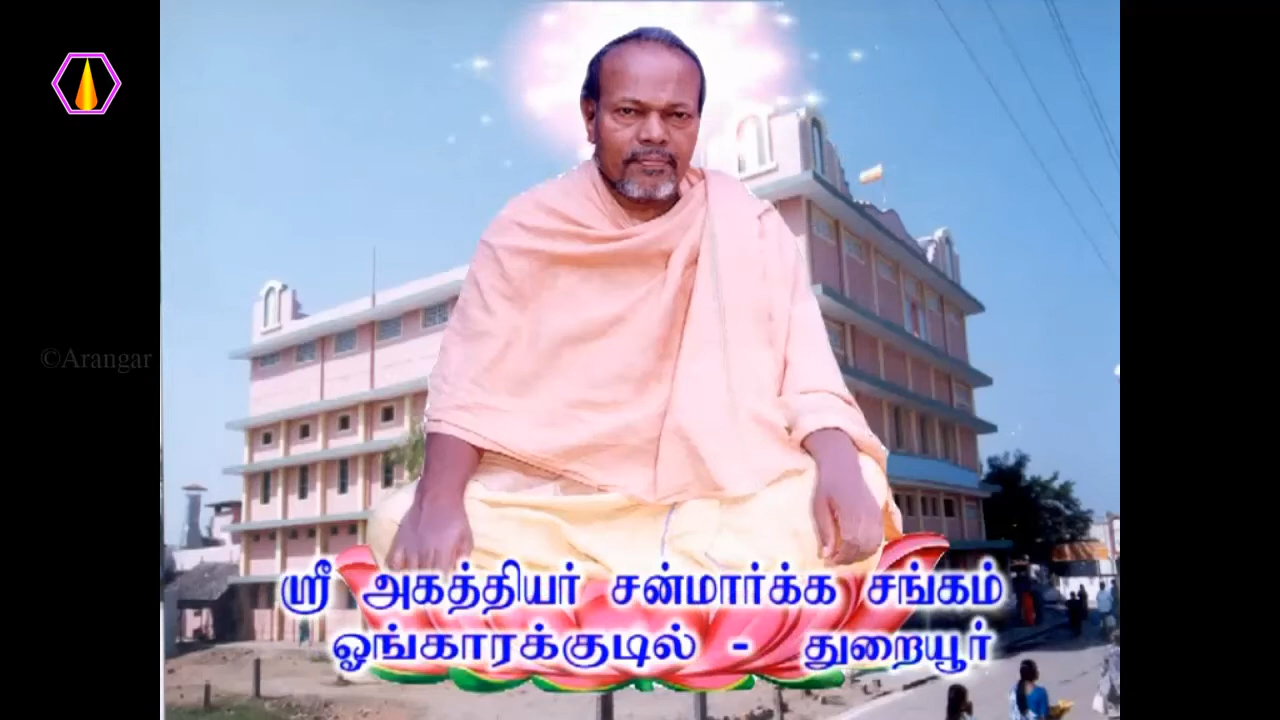 ©Arangar
ஸ்ரீ அகத்தியர் சன்மார்க்க சங்கம்
ஓங்காரக்குடில் - துறையூர்